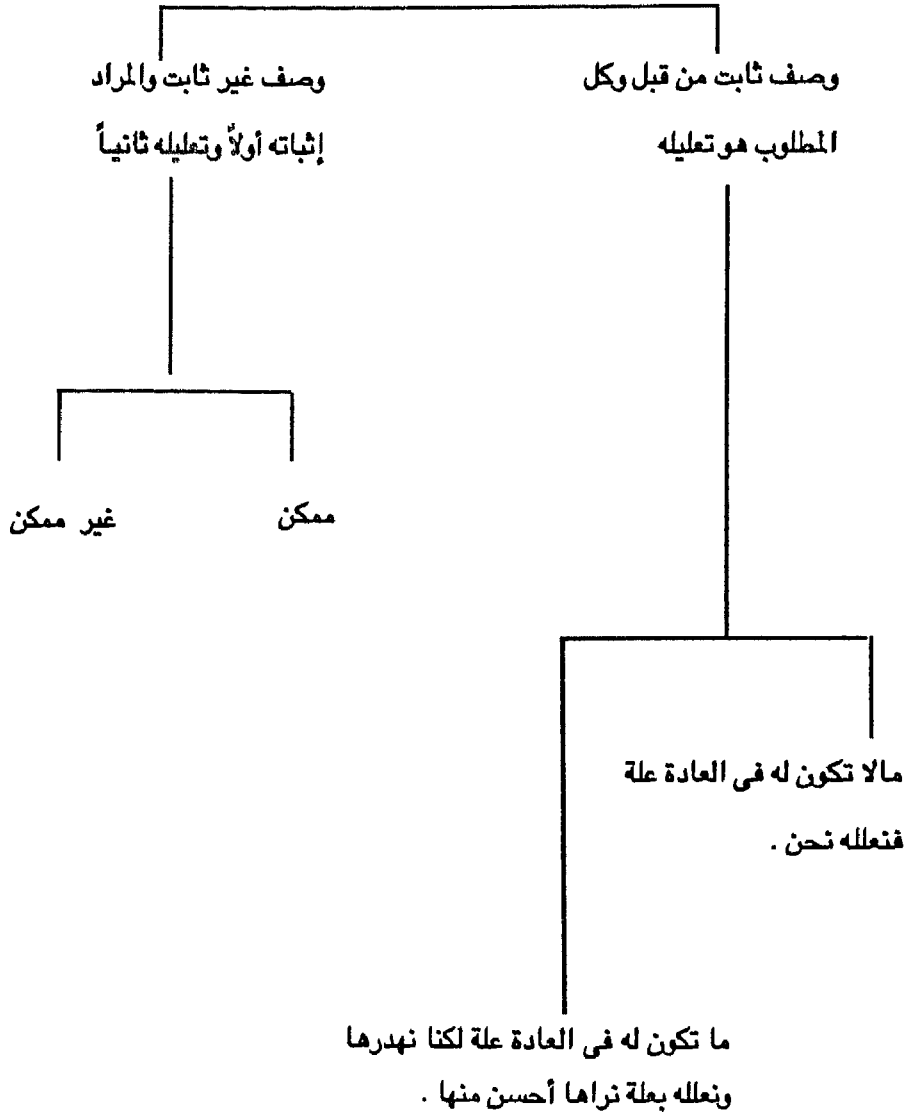 وصف ثابت من قبل وكل
المطلوب هو تعليله
وصف غير ثابت والمراد
إثباته أولاً وتعليله ثانياً
ممكن
غير ممكن
مالا تكون له فى العادة علة
فنعلله نحن .
ما تكون له فى العادة علة لكنا نهدرها
ونعلله بعلة نراها أحسن منها .